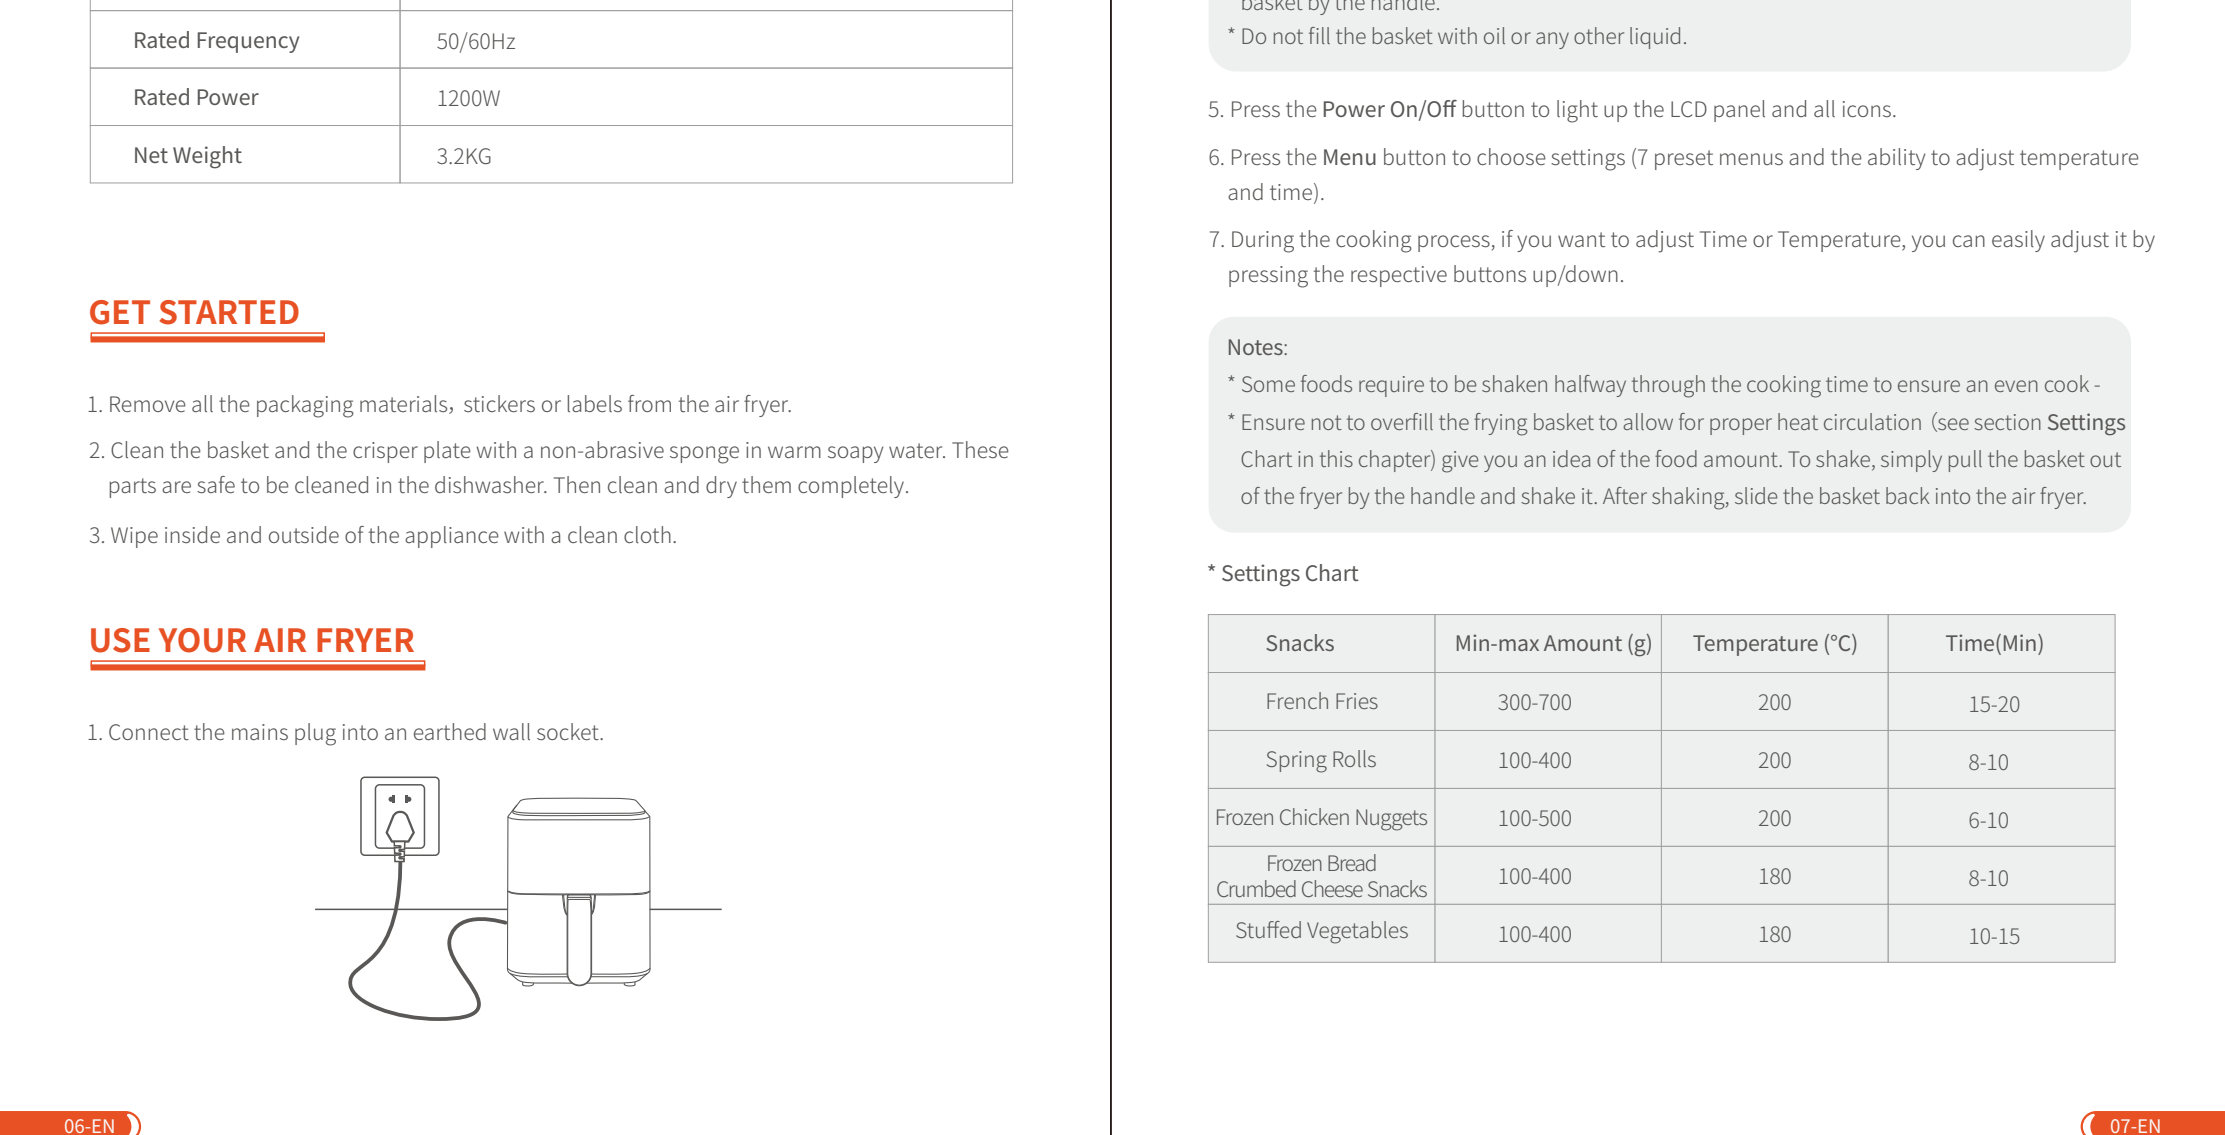 Rated Frequency 50/60Hz
Rated Power 1200W
Net Weight 3.2KG
GET STARTED
1. Remove all the packaging materials, stickers or labels from the air fryer.
2. Clean the basket and the crisper plate with a non-abrasive sponge in warm soapy water. These
parts are safe to be cleaned in the dishwasher. Then clean and dry them completely.
3. Wipe inside and outside of the appliance with a clean cloth.
USE YOUR AIR FRYER
1. Connect the mains plug into an earthed wall socket.
06-EN
basket by the handle.
* Do not fill the basket with oil or any other liquid.
5. Press the Power On/Off button to light up the LCD panel and all icons.
6. Press the Menu button to choose settings (7 preset menus and the ability to adjust temperature
and time).
7. During the cooking process, if you want to adjust Time or Temperature, you can easily adjust it by
pressing the respective buttons up/down.
Notes:
* Some foods require to be shaken halfway through the cooking time to ensure an even cook -
* Ensure not to overfill the frying basket to allow for proper heat circulation (see section Settings
Chart in this chapter) give you an idea of the food amount. To shake, simply pull the basket out
of the fryer by the handle and shake it. After shaking, slide the basket back into the air fryer.
* Settings Chart
Snacks Min-max Amount (g) Temperature (°C) Time(Min)
French Fries 300-700 200 15-20
Spring Rolls 100-400 200 8-10
Frozen Chicken Nuggets 100-500 200 6-10
Frozen Bread
Crumbed Cheese Snacks 100-400 180 8-10
Stuffed Vegetables 100-400 180 10-15
07-EN